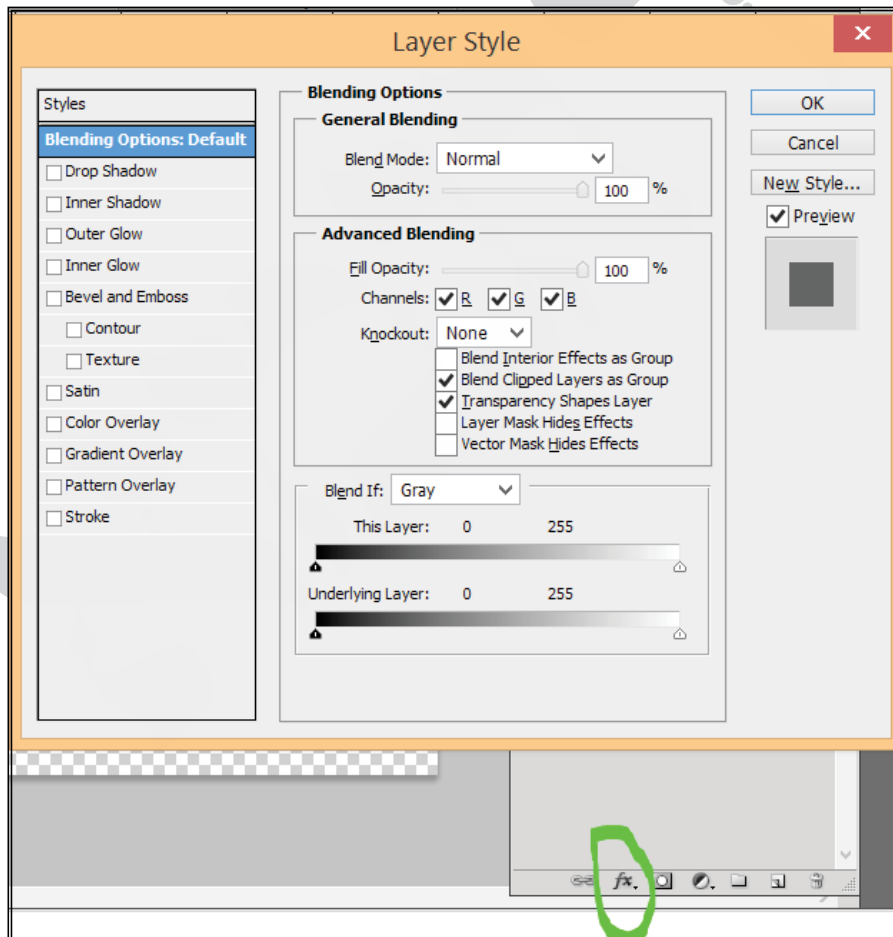 Layer Style
Styles
Blending Options: Default
Drop Shadow
Inner Shadow
Outer Glow
Inner Glow
Bevel and Emboss
Contour
Texture
Satin
Color Overlay
Gradient Overlay
Pattern Overlay
Stroke
Blending Options
General Blending
Blend Mode: Normal
Opacity: 100 %
Advanced Blending
Fill Opacity: 100 %
Channels: R G B
Knockout: None
Blend Interior Effects as Group
Blend Clipped Layers as Group
Transparency Shapes Layer
Layer Mask Hides Effects
Vector Mask Hides Effects
Blend If: Gray
This Layer: 0 255
Underlying Layer: 0 255
OK
Cancel
New Style...
Preview
fx.